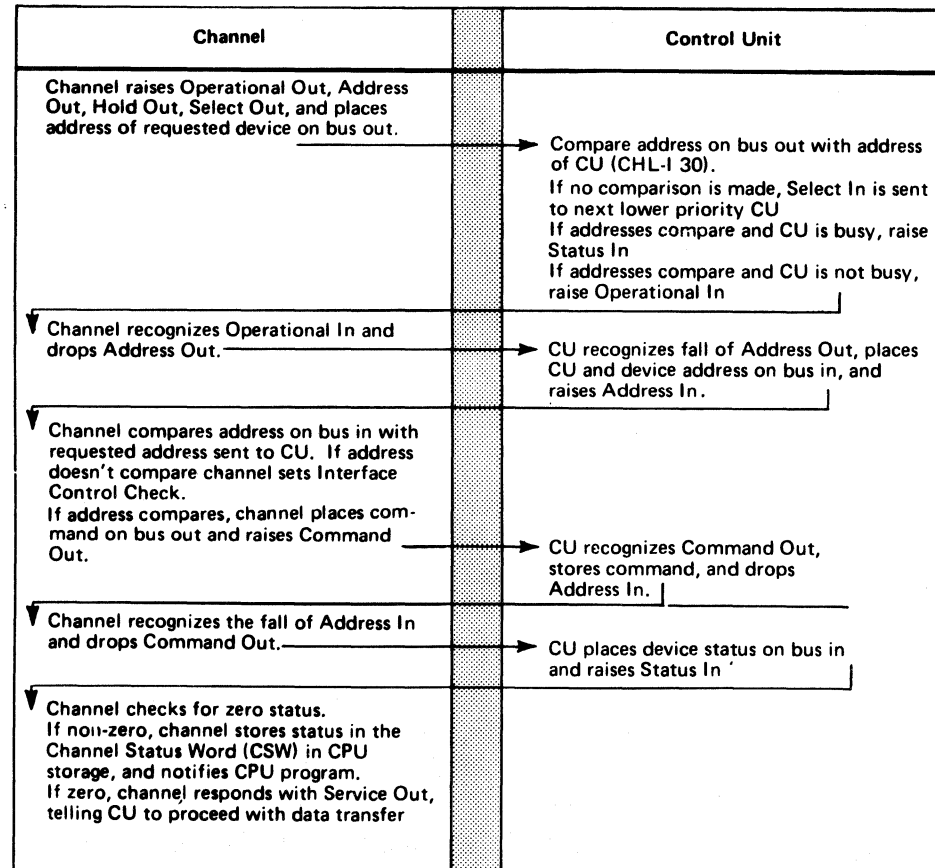 Channel
Control Unit
Channel raises Operational Out, Address
Out, Hold Out, Select Out, and places
address of requested device on bus out.
Compare address on bus out with address
of CU (CHL-I 30).
If no comparison is made, Select In is sent
to next lower priority CU
If addresses compare and CU is busy, raise
Status In
If addresses compare and CU is not busy,
raise Operational In
Channel recognizes Operational In and
drops Address Out.
CU recognizes fall of Address Out, places
CU and device address on bus in, and
raises Address In.
Channel compares address on bus in with
requested address sent to CU. If address
doesn't compare channel sets Interface
Control Check.
If address compares, channel places com-
mand on bus out and raises Command
Out.
CU recognizes Command Out,
stores command, and drops
Address In.
Channel recognizes the fall of Address In
and drops Command Out.
CU places device status on bus in
and raises Status In
Channel checks for zero status.
If non-zero, channel stores status in the
Channel Status Word (CSW) in CPU
storage, and notifies CPU program.
If zero, channel responds with Service Out,
telling CU to proceed with data transfer